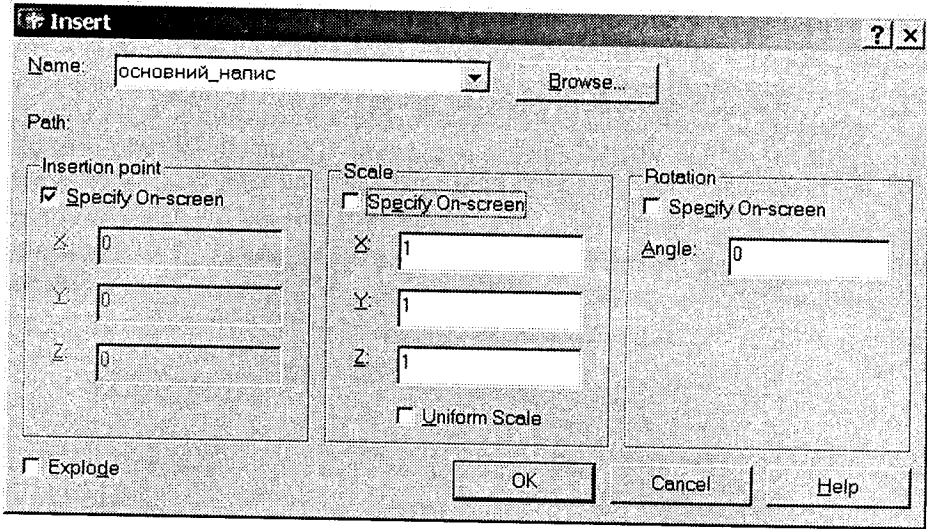 Insert
? ×
Name: основний_напис Browse...
Path:
Insertion point
Specify On-screen
X: 0
Y: 0
Z: 0
Scale
Specify On-screen
X: 1
Y: 1
Z: 1
Uniform Scale
Rotation
Specify On-screen
Angle: 0
Explode
OK Cancel Help